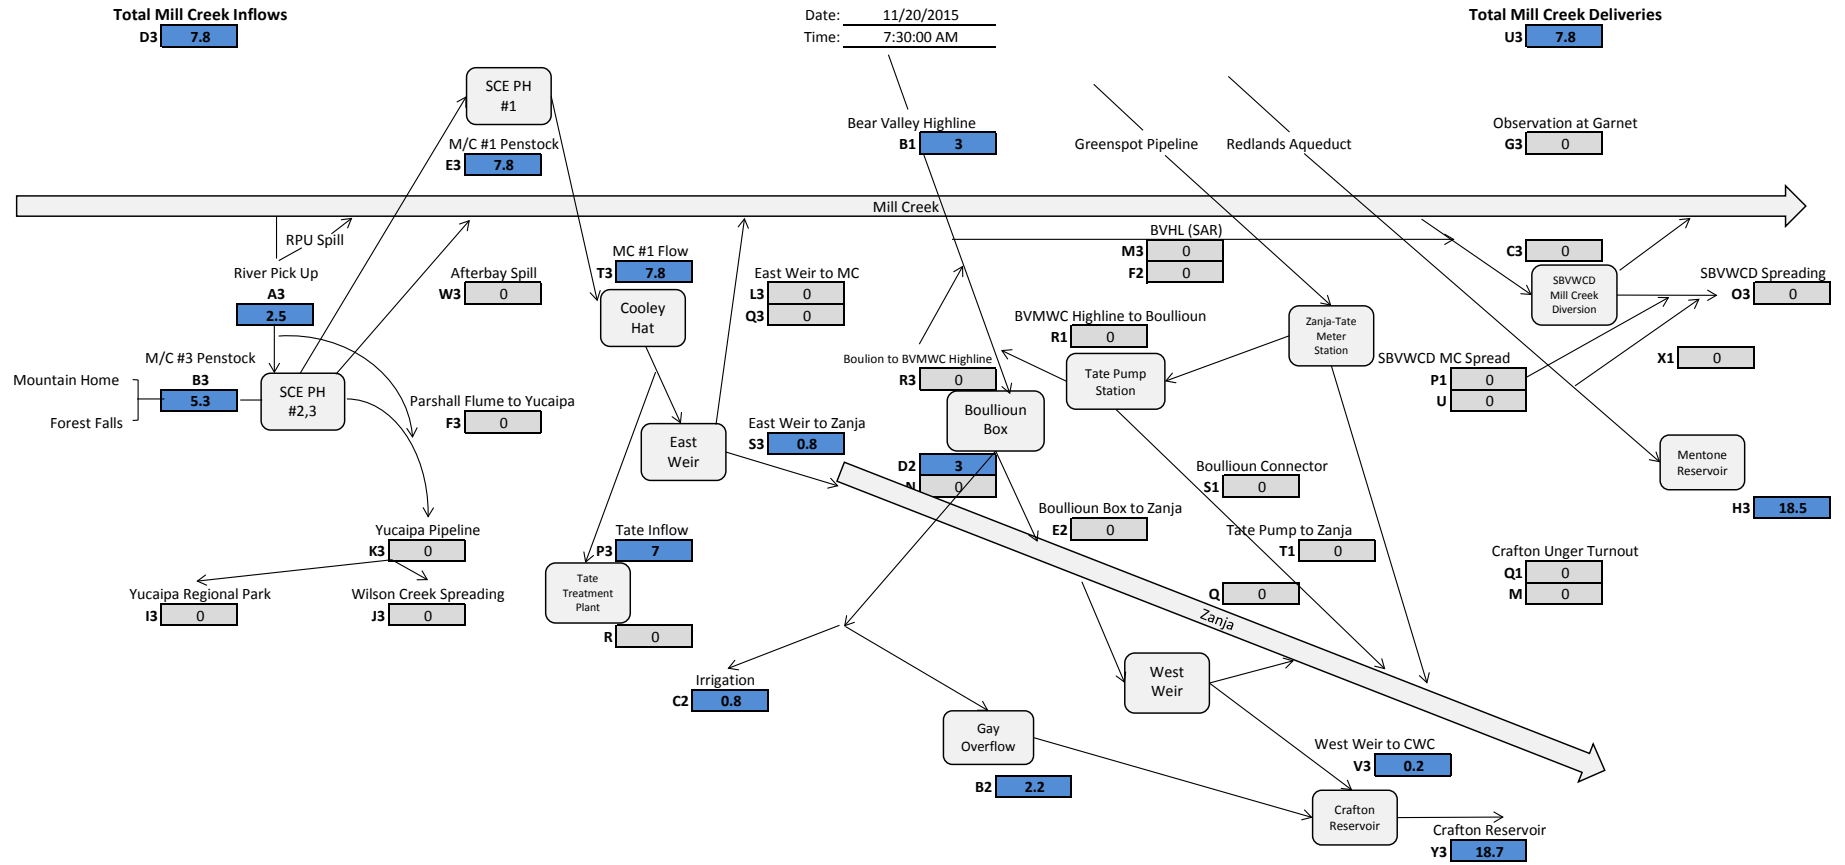 Total Mill Creek Inflows
D3 7.8
Date: 11/20/2015
Time: 7:30:00 AM
Total Mill Creek Deliveries
U3 7.8
SCE PH
#1
M/C #1 Penstock
E3 7.8
Bear Valley Highline
B1 3
Greenspot Pipeline
Redlands Aqueduct
Observation at Garnet
G3 0
Mill Creek
RPU Spill
River Pick Up
A3
2.5
Afterbay Spill
W3 0
MC #1 Flow
T3 7.8
Cooley
Hat
East Weir to MC
L3 0
Q3 0
BVHL (SAR)
M3 0
F2 0
C3 0
SBVWCD
Mill Creek
Diversion
SBVWCD Spreading
O3 0
BVMWC Highline to Boullioun
R1 0
Zanja-Tate
Meter
Station
M/C #3 Penstock
B3
5.3
Mountain Home
Forest Falls
SCE PH
#2,3
Boulion to BVMWC Highline
R3 0
Tate Pump
Station
SBVWCD MC Spread
P1 0
U 0
X1 0
Parshall Flume to Yucaipa
F3 0
Boullioun
Box
East
Weir
East Weir to Zanja
S3 0.8
D2 3
N 0
Boullioun Connector
S1 0
Mentone
Reservoir
H3 18.5
Boullioun Box to Zanja
E2 0
Tate Pump to Zanja
T1 0
Yucaipa Pipeline
K3 0
Tate Inflow
P3 7
Tate
Treatment
Plant
R 0
Crafton Unger Turnout
Q1 0
M 0
Yucaipa Regional Park
I3 0
Wilson Creek Spreading
J3 0
Q 0
Zanja
Irrigation
C2 0.8
West
Weir
Gay
Overflow
B2 2.2
West Weir to CWC
V3 0.2
Crafton
Reservoir
Crafton Reservoir
Y3 18.7